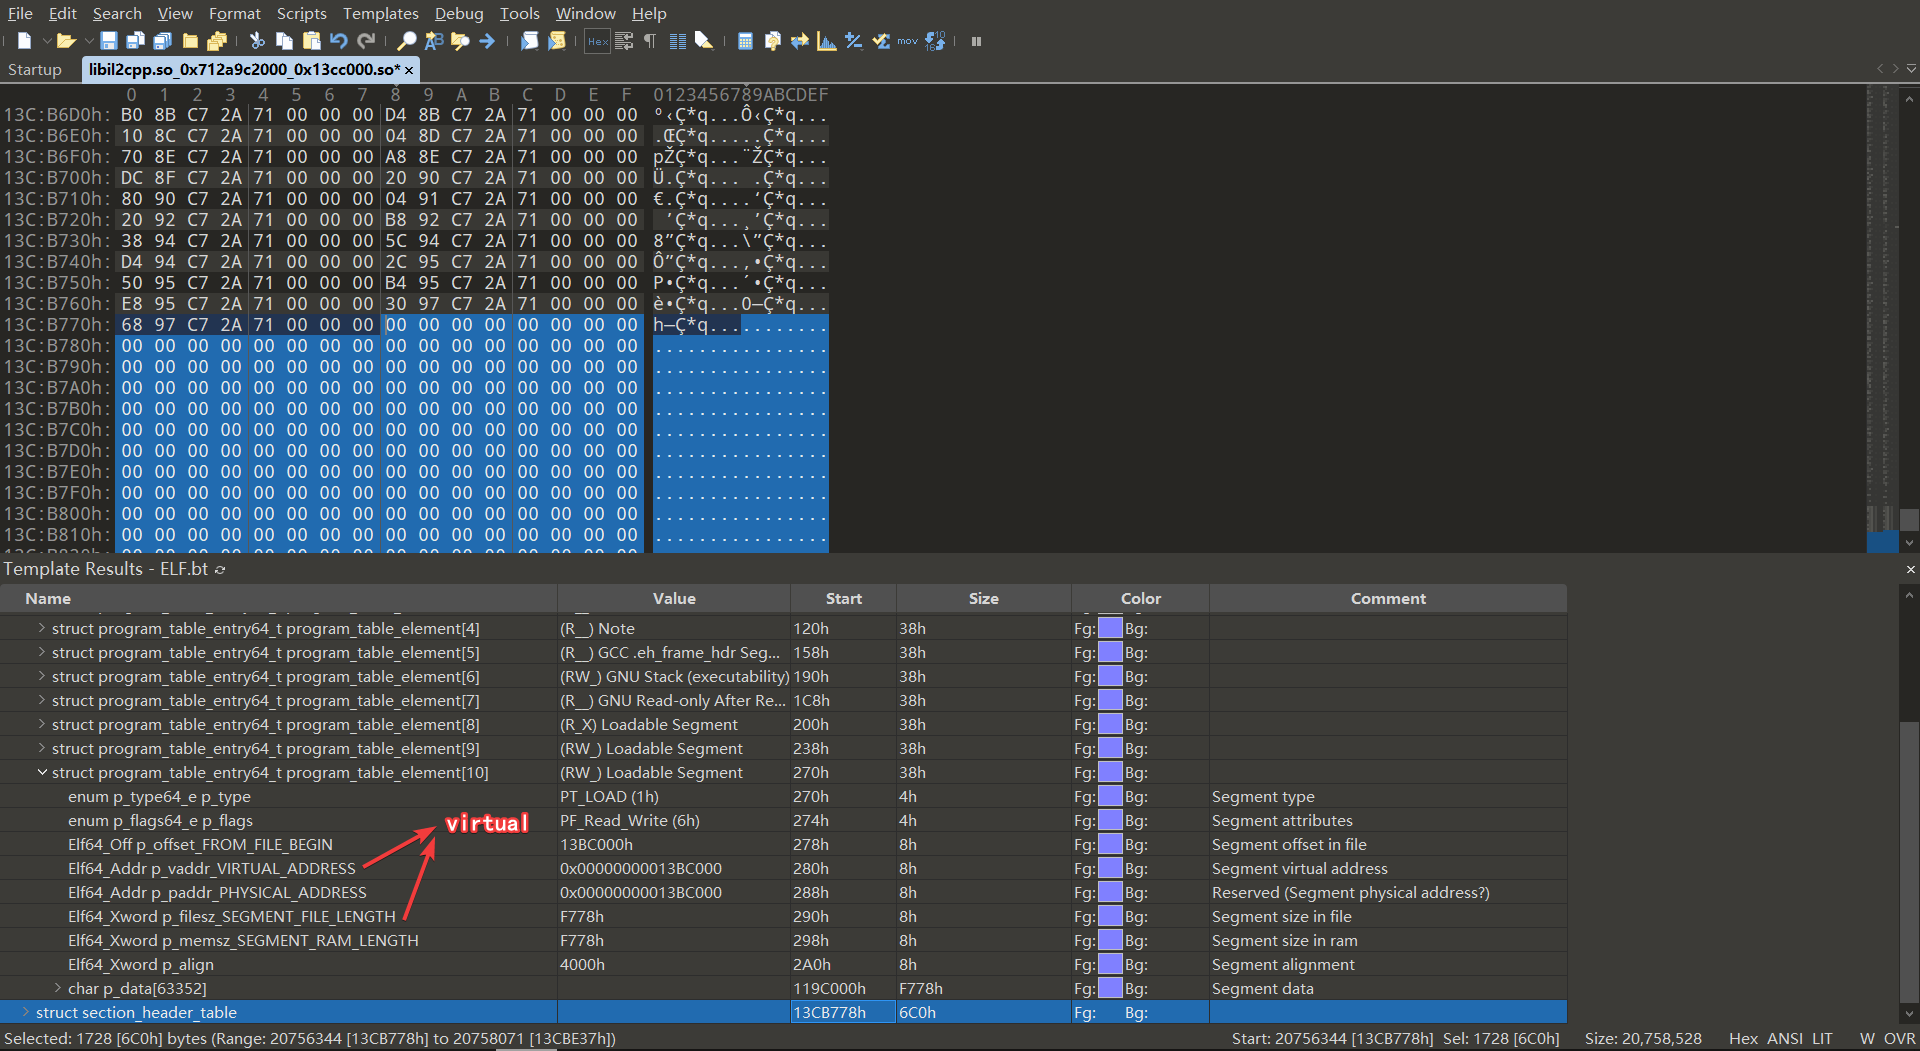 File Edit Search View Format Scripts Templates Debug Tools Window Help
Startup libil2cpp.so_0x712a9c2000_0x13cc000.so* ×
0 1 2 3 4 5 6 7 8 9 A B C D E F 0123456789ABCDEF
13C:B6D0h: B0 8B C7 2A 71 00 00 00 D4 8B C7 2A 71 00 00 00 °‹Ç*q...Ô‹Ç*q...
13C:B6E0h: 10 8C C7 2A 71 00 00 00 04 8D C7 2A 71 00 00 00 .ŒÇ*q.....Ç*q...
13C:B6F0h: 70 8E C7 2A 71 00 00 00 A8 8E C7 2A 71 00 00 00 pŽÇ*q...¨ŽÇ*q...
13C:B700h: DC 8F C7 2A 71 00 00 00 20 90 C7 2A 71 00 00 00 Ü.Ç*q... .Ç*q...
13C:B710h: 80 90 C7 2A 71 00 00 00 04 91 C7 2A 71 00 00 00 €.Ç*q....‘Ç*q...
13C:B720h: 20 92 C7 2A 71 00 00 00 B8 92 C7 2A 71 00 00 00 ’Ç*q...¸’Ç*q...
13C:B730h: 38 94 C7 2A 71 00 00 00 5C 94 C7 2A 71 00 00 00 8”Ç*q...\”Ç*q...
13C:B740h: D4 94 C7 2A 71 00 00 00 2C 95 C7 2A 71 00 00 00 Ô”Ç*q...,•Ç*q...
13C:B750h: 50 95 C7 2A 71 00 00 00 B4 95 C7 2A 71 00 00 00 P•Ç*q...´•Ç*q...
13C:B760h: E8 95 C7 2A 71 00 00 00 30 97 C7 2A 71 00 00 00 è•Ç*q...0—Ç*q...
13C:B770h: 68 97 C7 2A 71 00 00 00 00 00 00 00 00 00 00 00 h—Ç*q...........
13C:B780h: 00 00 00 00 00 00 00 00 00 00 00 00 00 00 00 00 ................
13C:B790h: 00 00 00 00 00 00 00 00 00 00 00 00 00 00 00 00 ................
13C:B7A0h: 00 00 00 00 00 00 00 00 00 00 00 00 00 00 00 00 ................
13C:B7B0h: 00 00 00 00 00 00 00 00 00 00 00 00 00 00 00 00 ................
13C:B7C0h: 00 00 00 00 00 00 00 00 00 00 00 00 00 00 00 00 ................
13C:B7D0h: 00 00 00 00 00 00 00 00 00 00 00 00 00 00 00 00 ................
13C:B7E0h: 00 00 00 00 00 00 00 00 00 00 00 00 00 00 00 00 ................
13C:B7F0h: 00 00 00 00 00 00 00 00 00 00 00 00 00 00 00 00 ................
13C:B800h: 00 00 00 00 00 00 00 00 00 00 00 00 00 00 00 00 ................
13C:B810h: 00 00 00 00 00 00 00 00 00 00 00 00 00 00 00 00 ................
Template Results - ELF.bt
Name Value Start Size Color Comment
struct program_table_entry64_t program_table_element[4] (R__) Note 120h 38h Fg: Bg:
struct program_table_entry64_t program_table_element[5] (R__) GCC .eh_frame_hdr Seg... 158h 38h Fg: Bg:
struct program_table_entry64_t program_table_element[6] (RW_) GNU Stack (executability) 190h 38h Fg: Bg:
struct program_table_entry64_t program_table_element[7] (R__) GNU Read-only After Re... 1C8h 38h Fg: Bg:
struct program_table_entry64_t program_table_element[8] (R_X) Loadable Segment 200h 38h Fg: Bg:
struct program_table_entry64_t program_table_element[9] (RW_) Loadable Segment 238h 38h Fg: Bg:
struct program_table_entry64_t program_table_element[10] (RW_) Loadable Segment 270h 38h Fg: Bg:
enum p_type64_e p_type PT_LOAD (1h) 270h 4h Fg: Bg: Segment type
enum p_flags64_e p_flags virtual PF_Read_Write (6h) 274h 4h Fg: Bg: Segment attributes
Elf64_Off p_offset_FROM_FILE_BEGIN 13BC000h 278h 8h Fg: Bg: Segment offset in file
Elf64_Addr p_vaddr_VIRTUAL_ADDRESS 0x00000000013BC000 280h 8h Fg: Bg: Segment virtual address
Elf64_Addr p_paddr_PHYSICAL_ADDRESS 0x00000000013BC000 288h 8h Fg: Bg: Reserved (Segment physical address?)
Elf64_Xword p_filesz_SEGMENT_FILE_LENGTH F778h 290h 8h Fg: Bg: Segment size in file
Elf64_Xword p_memsz_SEGMENT_RAM_LENGTH F778h 298h 8h Fg: Bg: Segment size in ram
Elf64_Xword p_align 4000h 2A0h 8h Fg: Bg: Segment alignment
char p_data[63352] 119C000h F778h Fg: Bg: Segment data
struct section_header_table 13CB778h 6C0h Fg: Bg:
Selected: 1728 [6C0h] bytes (Range: 20756344 [13CB778h] to 20758071 [13CBE37h]) Start: 20756344 [13CB778h] Sel: 1728 [6C0h] Size: 20,758,528 Hex ANSI LIT W OVR